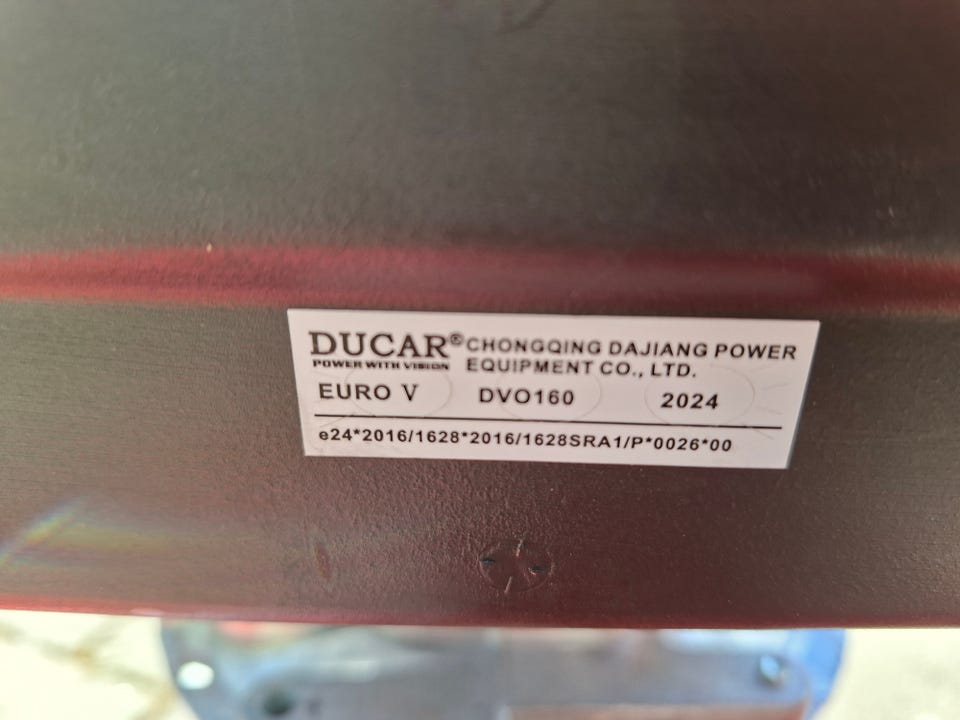 DUCAR® CHONGQING DAJIANG POWER
POWER WITH VISION EQUIPMENT CO., LTD.
EURO V DVO160 2024
e24*2016/1628*2016/1628SRA1/P*0026*00